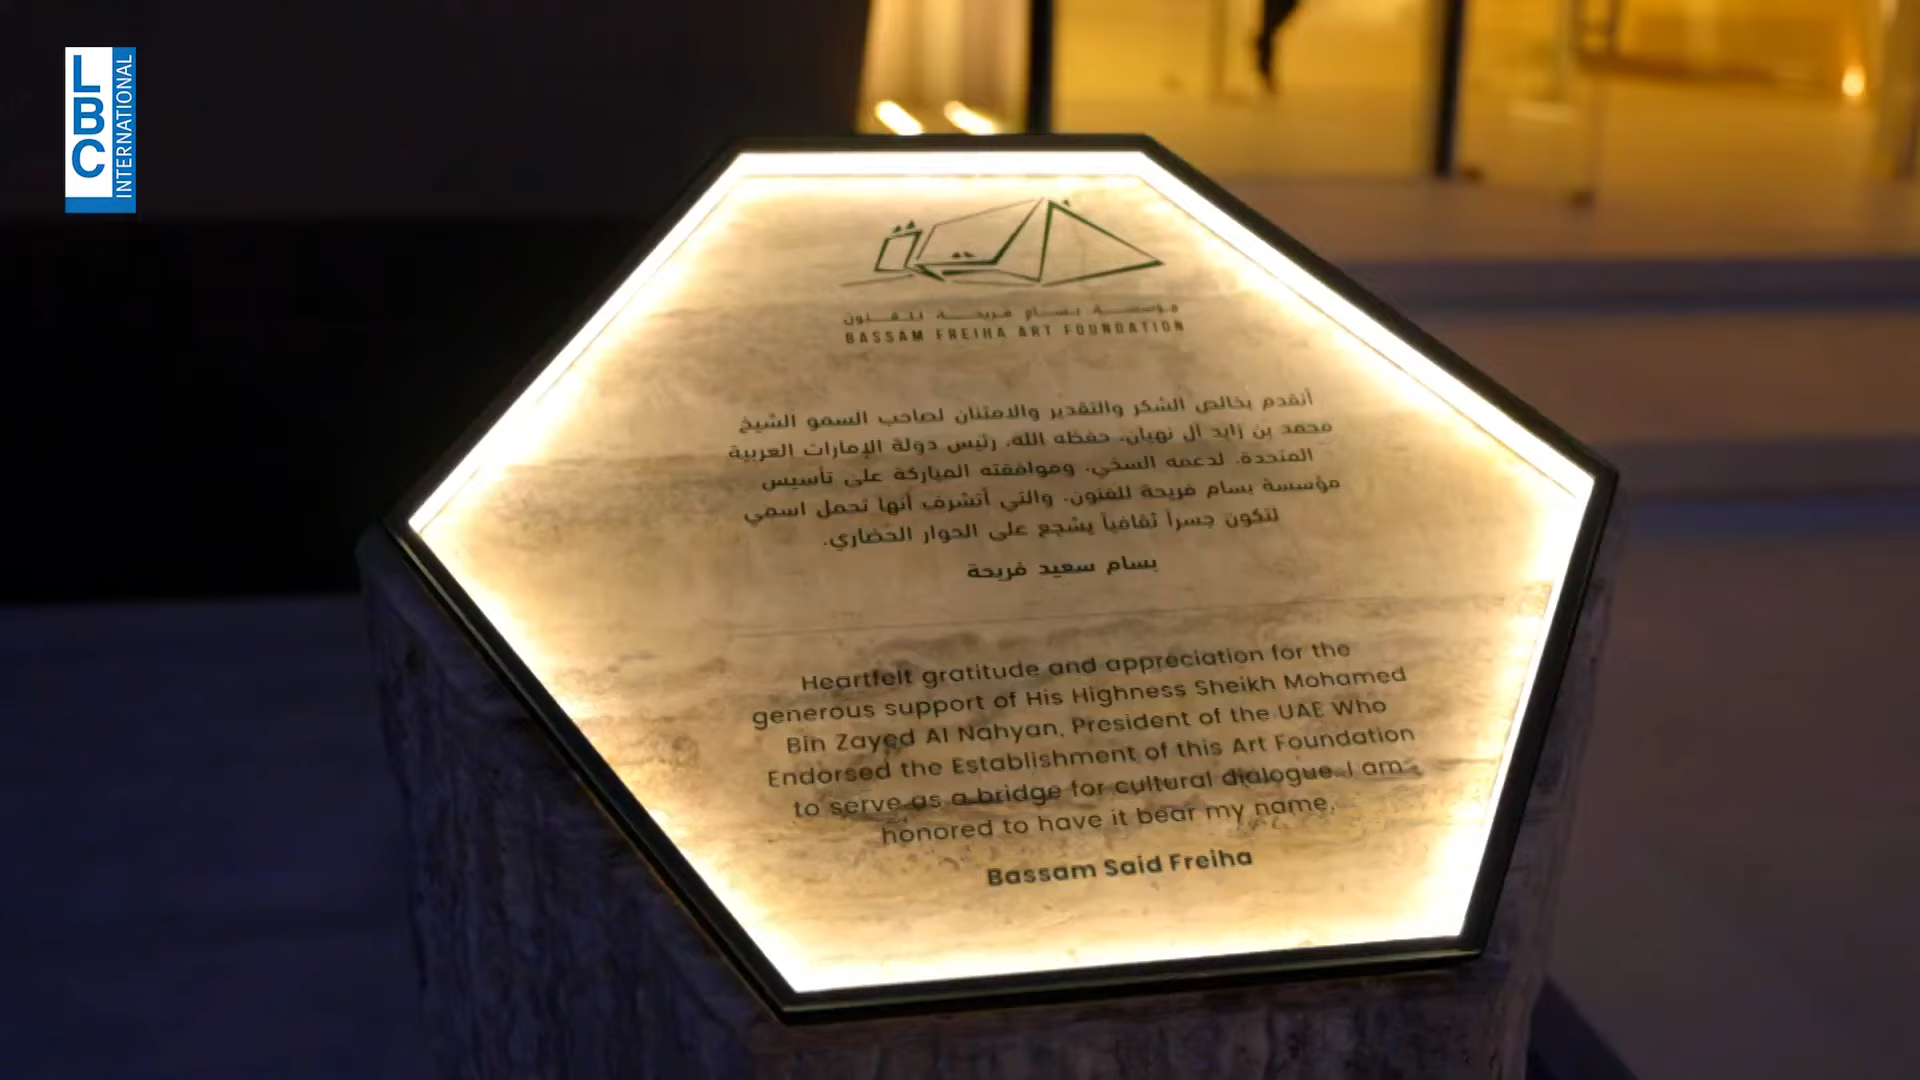 LBC
INTERNATIONAL
مؤسسة بسام فريحة للفنون
BASSAM FREIHA ART FOUNDATION
أتقدم بخالص الشكر والتقدير والامتنان لصاحب السمو الشيخ
محمد بن زايد آل نهيان، حفظه الله، رئيس دولة الإمارات العربية
المتحدة، لدعمه السخي، وموافقته المباركة على تأسيس
مؤسسة بسام فريحة للفنون، والتي أتشرف أنها تحمل اسمي
لتكون جسراً ثقافياً يشجع على الحوار الحضاري.
بسام سعيد فريحة
Heartfelt gratitude and appreciation for the
generous support of His Highness Sheikh Mohamed
Bin Zayed Al Nahyan, President of the UAE Who
Endorsed the Establishment of this Art Foundation
to serve as a bridge for cultural dialogue. I am
honored to have it bear my name,
Bassam Said Freiha